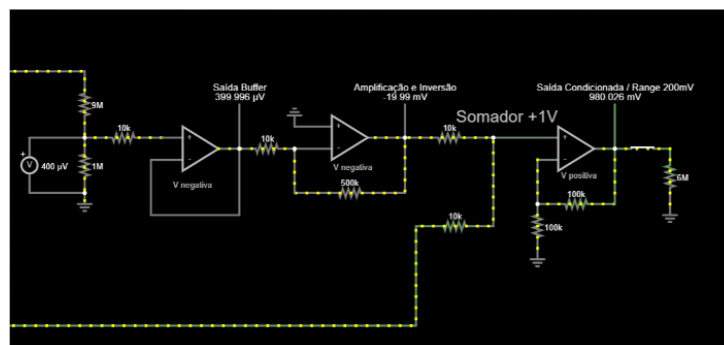 Saída Buffer
399.996 µV
Amplificação e Inversão
-19.99 mV
Saída Condicionada / Range 200mV
980.026 mV
9M
Somador +1V
10k
10k
10k
+
400 µV
1M
+
-
+
-
+
-
V negativa
V negativa
V positiva
500k
100k
6M
10k
100k
V